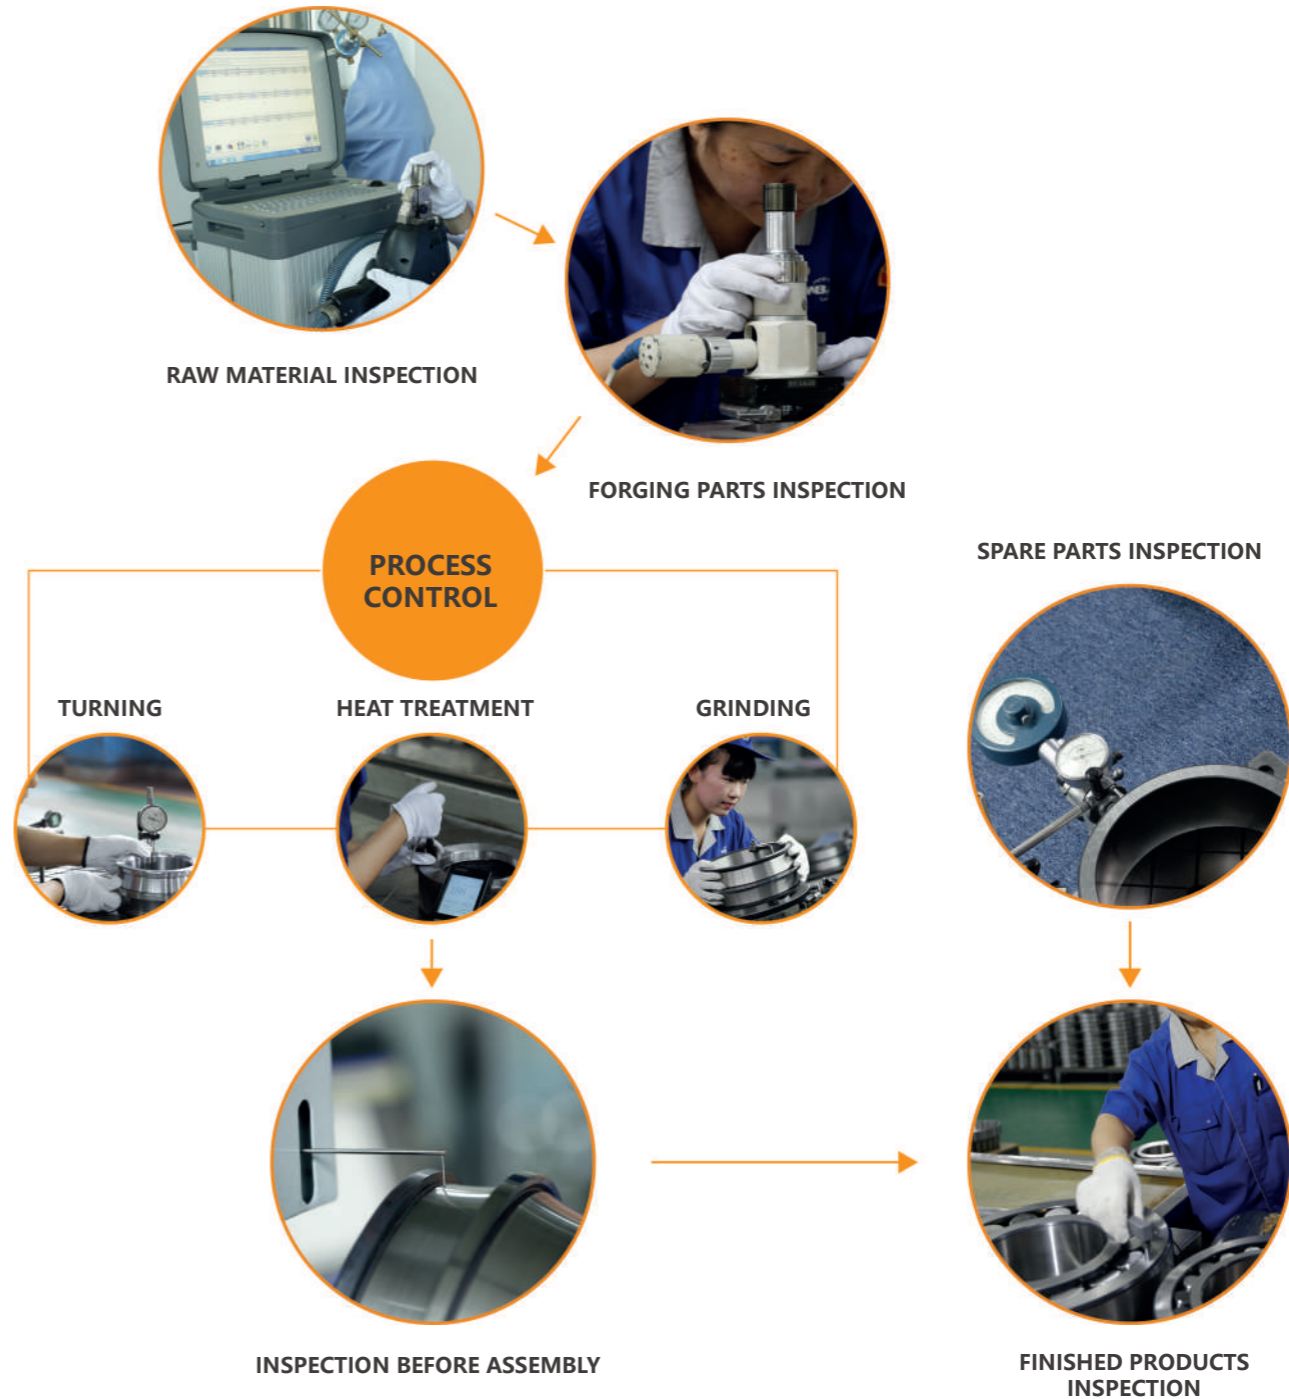 RAW MATERIAL INSPECTION
FORGING PARTS INSPECTION
PROCESS
CONTROL
SPARE PARTS INSPECTION
TURNING
HEAT TREATMENT
GRINDING
INSPECTION BEFORE ASSEMBLY
FINISHED PRODUCTS
INSPECTION